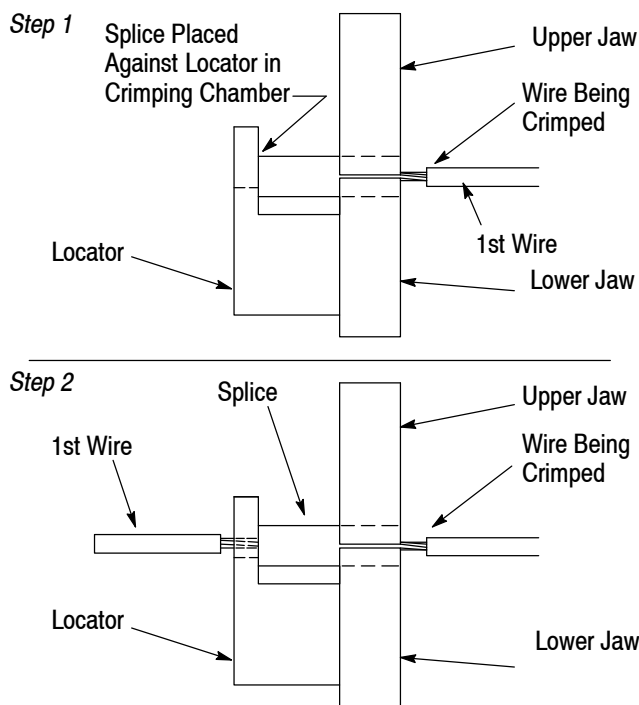 Step 1
Splice Placed
Against Locator in
Crimping Chamber
Upper Jaw
Wire Being
Crimped
1st Wire
Locator
Lower Jaw
Step 2
Splice
Upper Jaw
1st Wire
Wire Being
Crimped
Locator
Lower Jaw